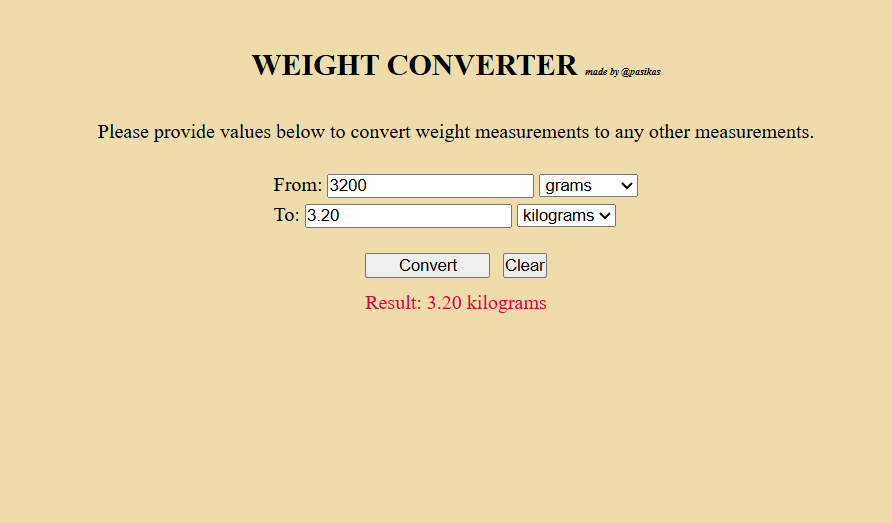 WEIGHT CONVERTER made by @pasikas
Please provide values below to convert weight measurements to any other measurements.
From: 3200 grams
To: 3.20 kilograms
Convert Clear
Result: 3.20 kilograms